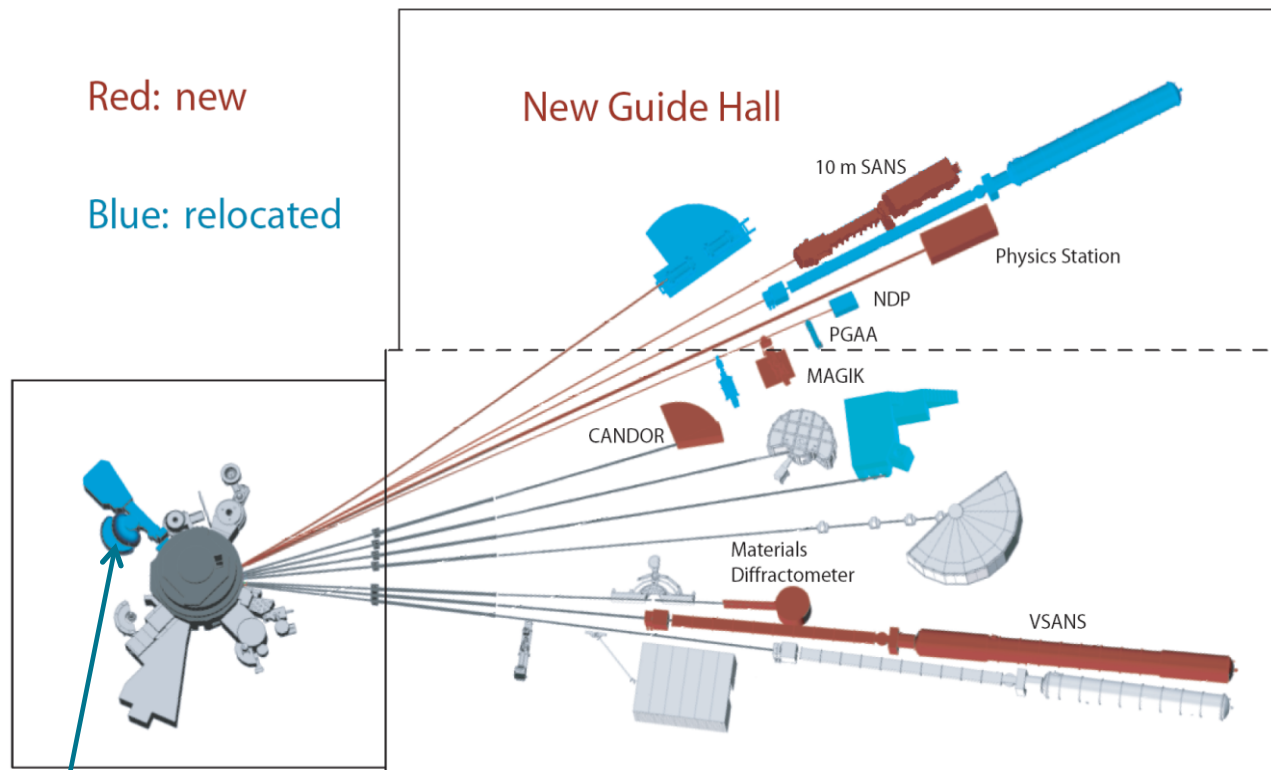 Red: new
New Guide Hall
10 m SANS
Blue: relocated
Physics Station
NDP
PGAA
MAGIK
CANDOR
Materials
Diffractometer
VSANS